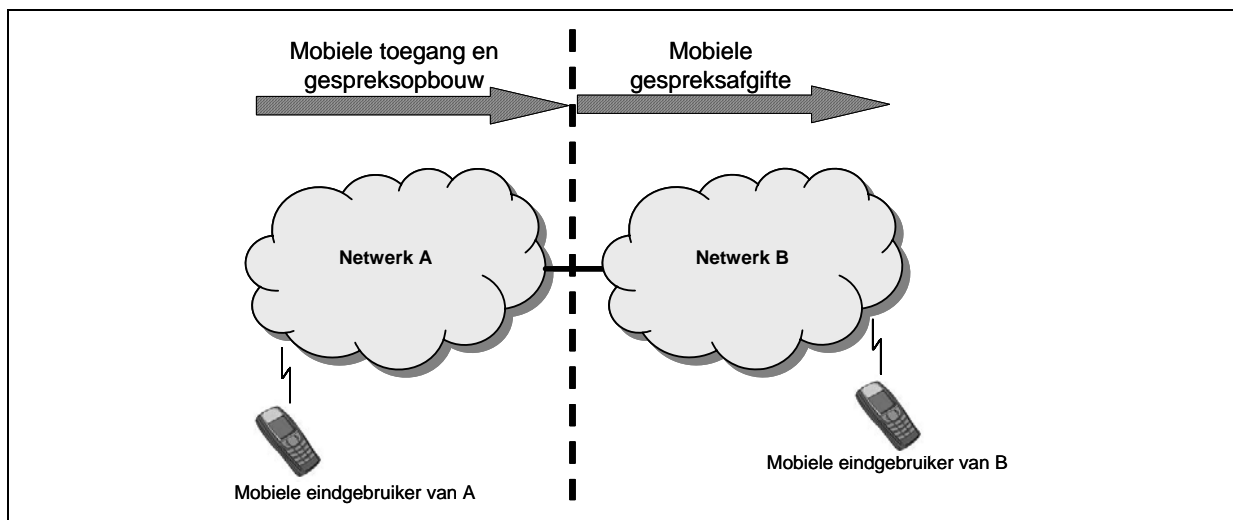 Mobiele toegang en
gespreksopbouw
Mobiele
gespreksafgifte
Netwerk A
Netwerk B
Mobiele eindgebruiker van B
Mobiele eindgebruiker van A